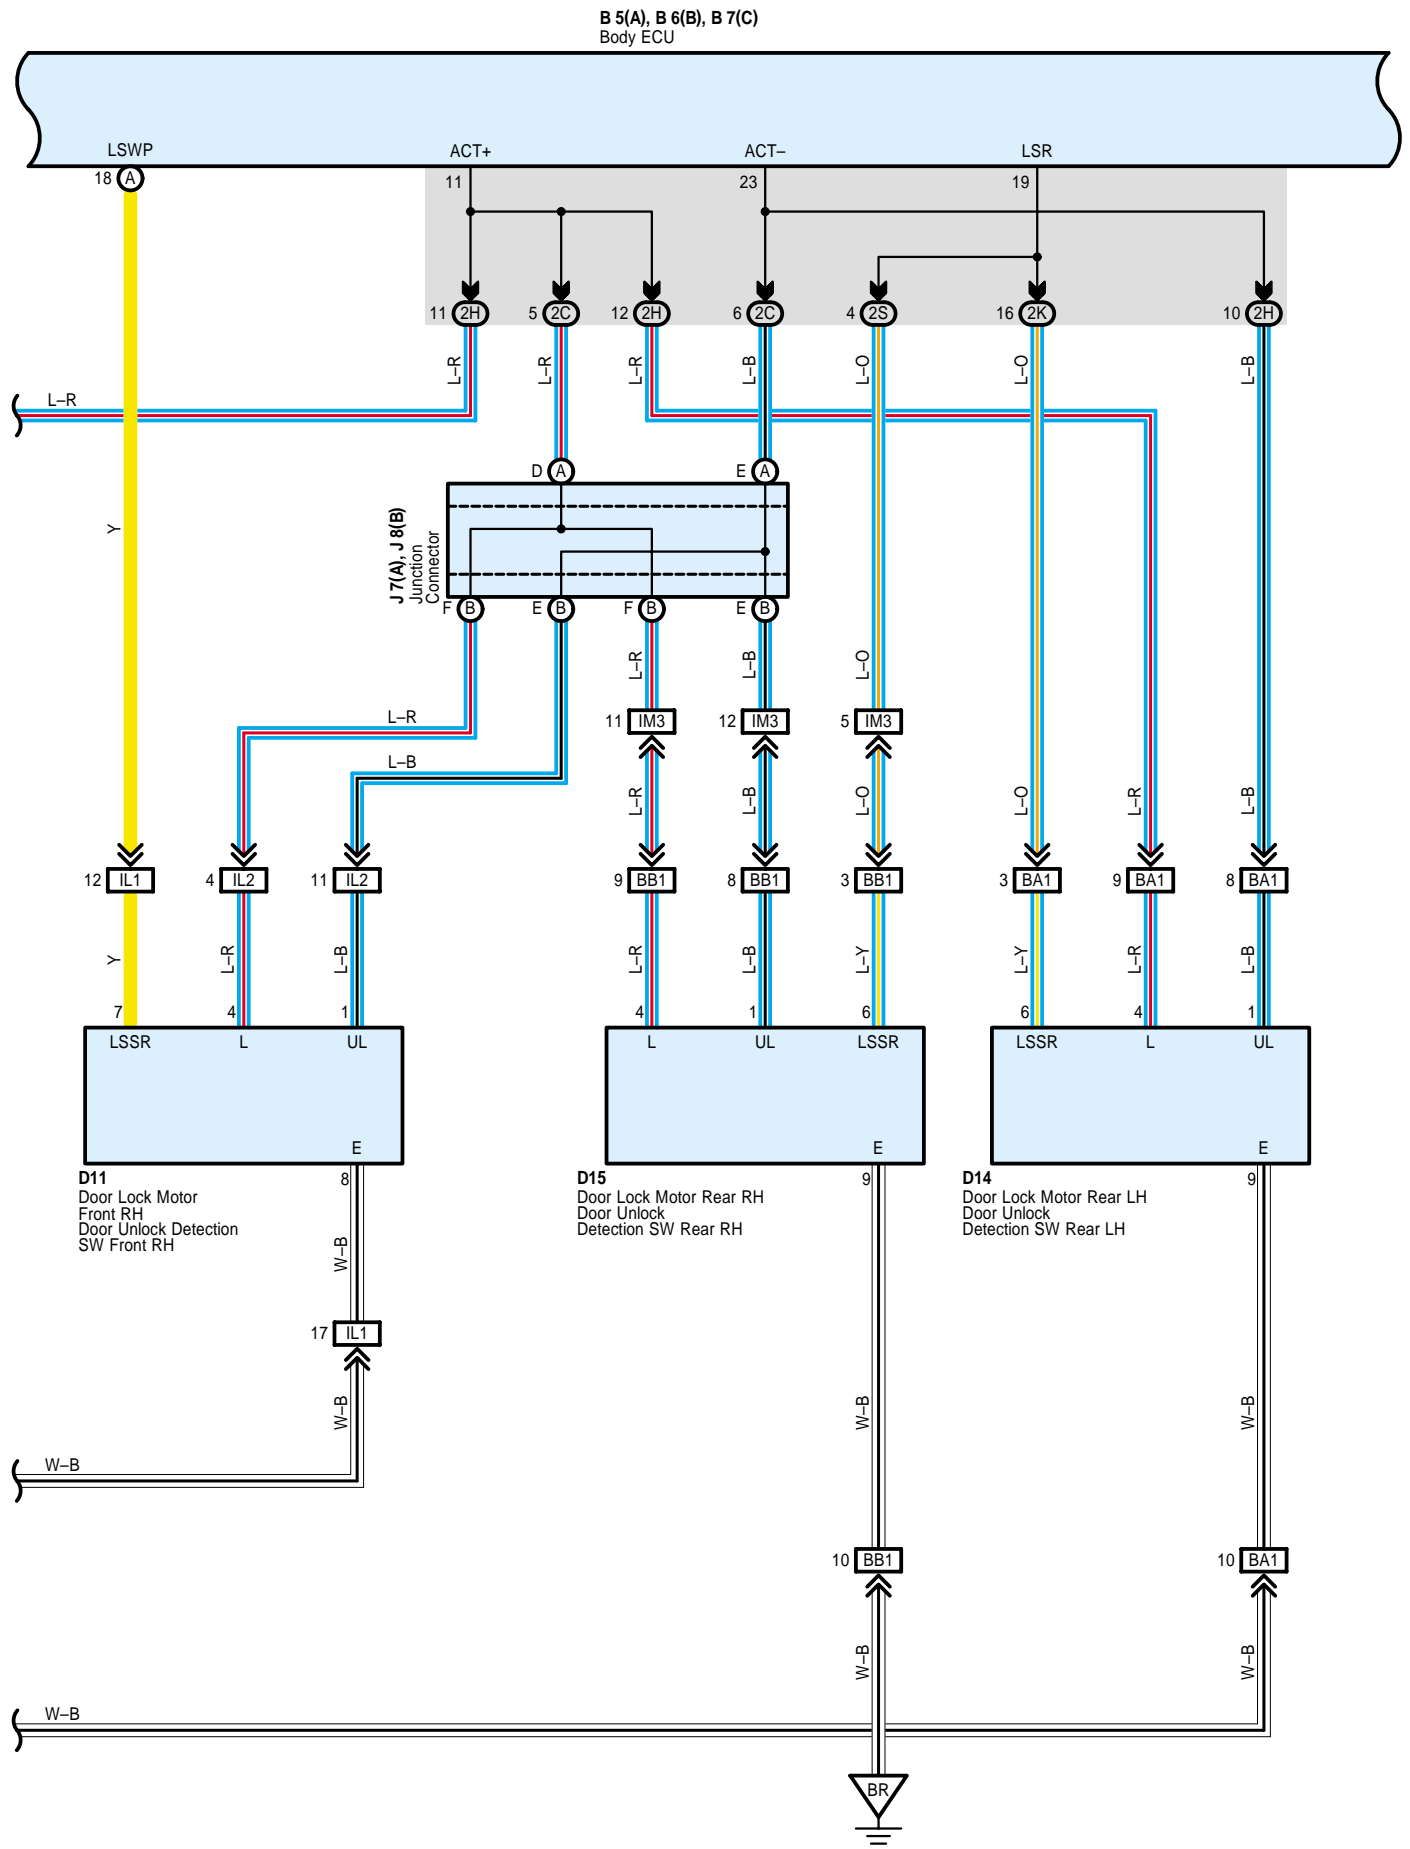 B 5(A), B 6(B), B 7(C)
Body ECU
LSWP ACT+ ACT– LSR
18 A 11 23 19
11 2H 5 2C 12 2H 6 2C 4 2S 16 2K 10 2H
L–R L–R L–R L–B L–O L–O L–B
L–R
D A E A
Y
J 7(A), J 8(B)
Junction
Connector
F B E B F B E B
L–R L–B L–O
L–R
11 IM3 12 IM3 5 IM3
L–B
L–R L–B L–O L–O L–R L–B
12 IL1 4 IL2 11 IL2 9 BB1 8 BB1 3 BB1 3 BA1 9 BA1 8 BA1
Y L–R L–B L–R L–B L–Y L–Y L–R L–B
7 4 1 4 1 6 6 4 1
LSSR L UL L UL LSSR LSSR L UL
E E E
8 9 9
D11
Door Lock Motor
Front RH
Door Unlock Detection
SW Front RH
D15
Door Lock Motor Rear RH
Door Unlock
Detection SW Rear RH
D14
Door Lock Motor Rear LH
Door Unlock
Detection SW Rear LH
W–B
17 IL1
W–B W–B W–B
W–B
10 BB1 10 BA1
W–B W–B
W–B
BR